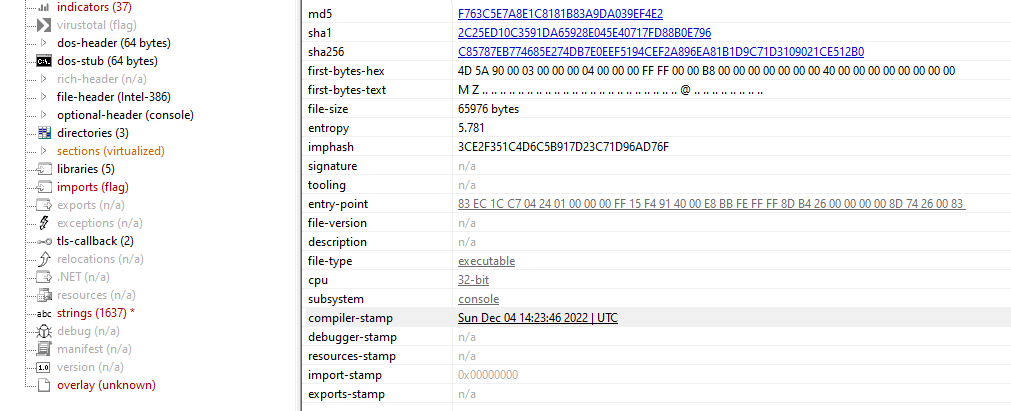 indicators (37)
virustotal (flag)
dos-header (64 bytes)
dos-stub (64 bytes)
rich-header (n/a)
file-header (Intel-386)
optional-header (console)
directories (3)
sections (virtualized)
libraries (5)
imports (flag)
exports (n/a)
exceptions (n/a)
tls-callback (2)
relocations (n/a)
.NET (n/a)
resources (n/a)
abc strings (1637) *
debug (n/a)
manifest (n/a)
1.0 version (n/a)
overlay (unknown)
md5 F763C5E7A8E1C8181B83A9DA039EF4E2
sha1 2C25ED10C3591DA65928E045E40717FD88B0E796
sha256 C85787EB774685E274DB7E0EEF5194CEF2A896EA81B1D9C71D3109021CE512B0
first-bytes-hex 4D 5A 90 00 03 00 00 00 04 00 00 00 FF FF 00 00 B8 00 00 00 00 00 00 00 40 00 00 00 00 00 00 00
first-bytes-text M Z .. .. .. .. .. .. .. .. .. .. .. .. .. .. .. .. .. .. .. .. .. .. @ .. .. .. .. .. .. ..
file-size 65976 bytes
entropy 5.781
imphash 3CE2F351C4D6C5B917D23C71D96AD76F
signature n/a
tooling n/a
entry-point 83 EC 1C C7 04 24 01 00 00 00 FF 15 F4 91 40 00 E8 BB FE FF FF 8D B4 26 00 00 00 00 8D 74 26 00 83
file-version n/a
description n/a
file-type executable
cpu 32-bit
subsystem console
compiler-stamp Sun Dec 04 14:23:46 2022 | UTC
debugger-stamp n/a
resources-stamp n/a
import-stamp 0x00000000
exports-stamp n/a